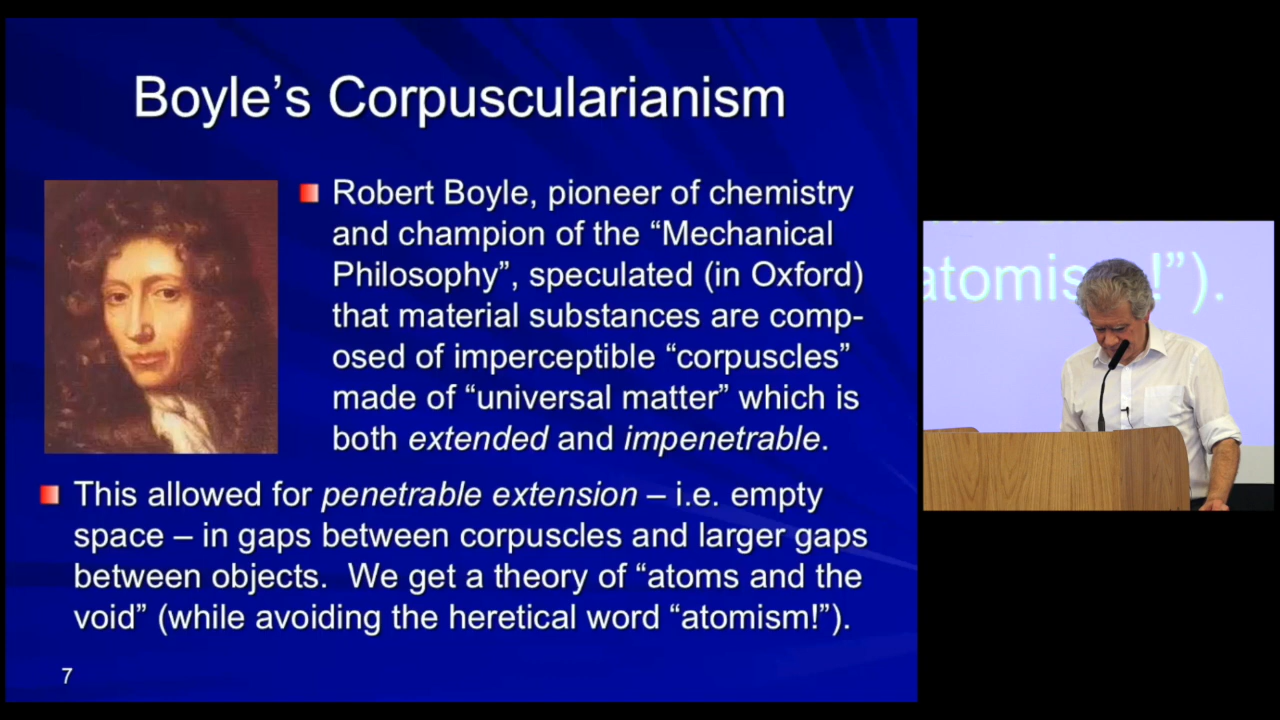 Boyle’s Corpuscularianism
Robert Boyle, pioneer of chemistry
and champion of the “Mechanical
Philosophy”, speculated (in Oxford)
that material substances are comp-
osed of imperceptible “corpuscles”
made of “universal matter” which is
both extended and impenetrable.
This allowed for penetrable extension – i.e. empty
space – in gaps between corpuscles and larger gaps
between objects.  We get a theory of “atoms and the
void” (while avoiding the heretical word “atomism!”).
7